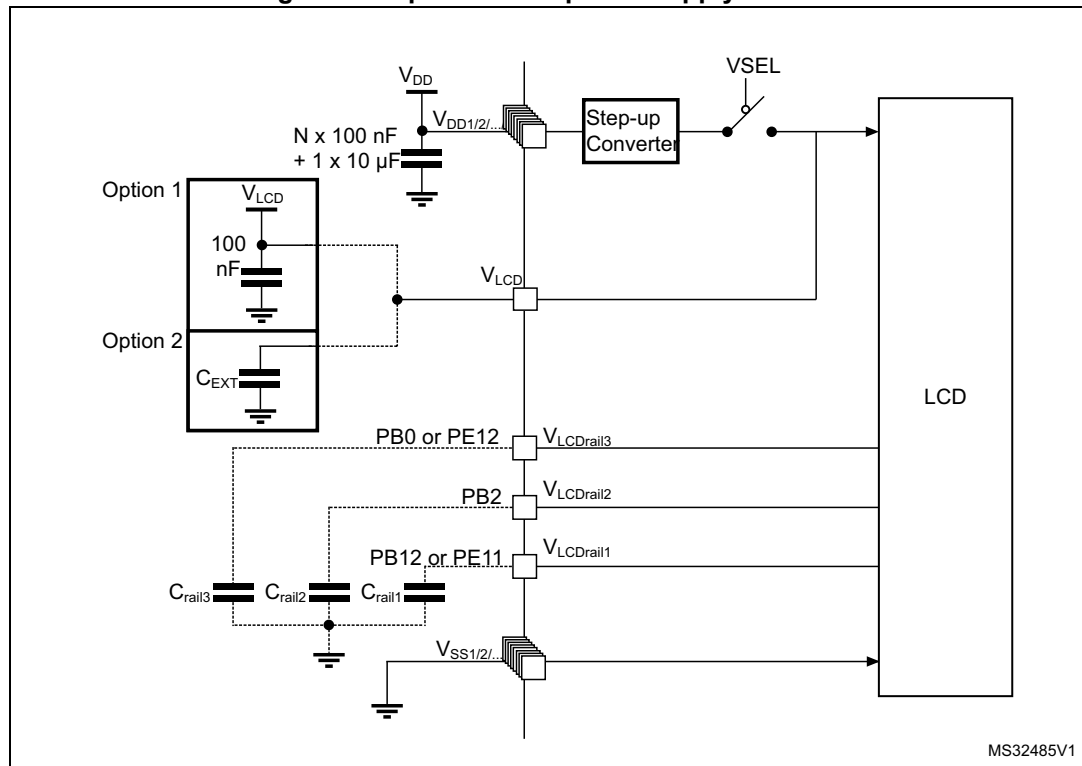 VDD
VSEL
VDD1/2/...
Step-up
Converter
N x 100 nF
+ 1 x 10 µF
Option 1
VLCD
100
nF
VLCD
Option 2
CEXT
LCD
PB0 or PE12
VLCDrail3
PB2
VLCDrail2
PB12 or PE11
VLCDrail1
Crail3
Crail2
Crail1
VSS1/2/...
MS32485V1